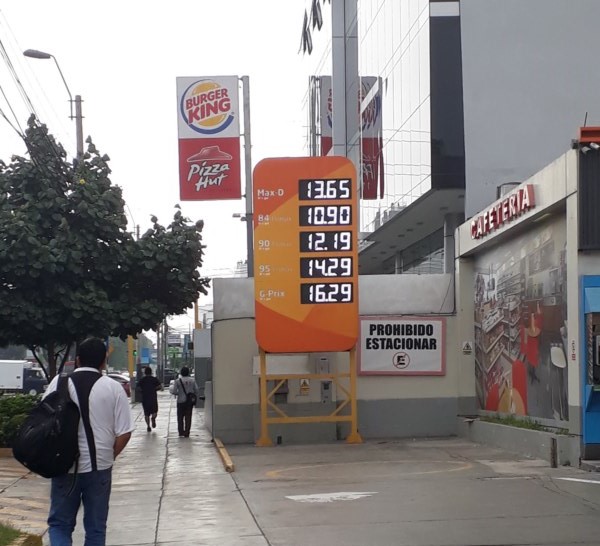 BURGER
KING
Pizza
Hut
Max-D 13.65
84 10.90
90 12.19
95 14.29
G-Prix 16.29
PROHIBIDO
ESTACIONAR
E
CAFETERIA